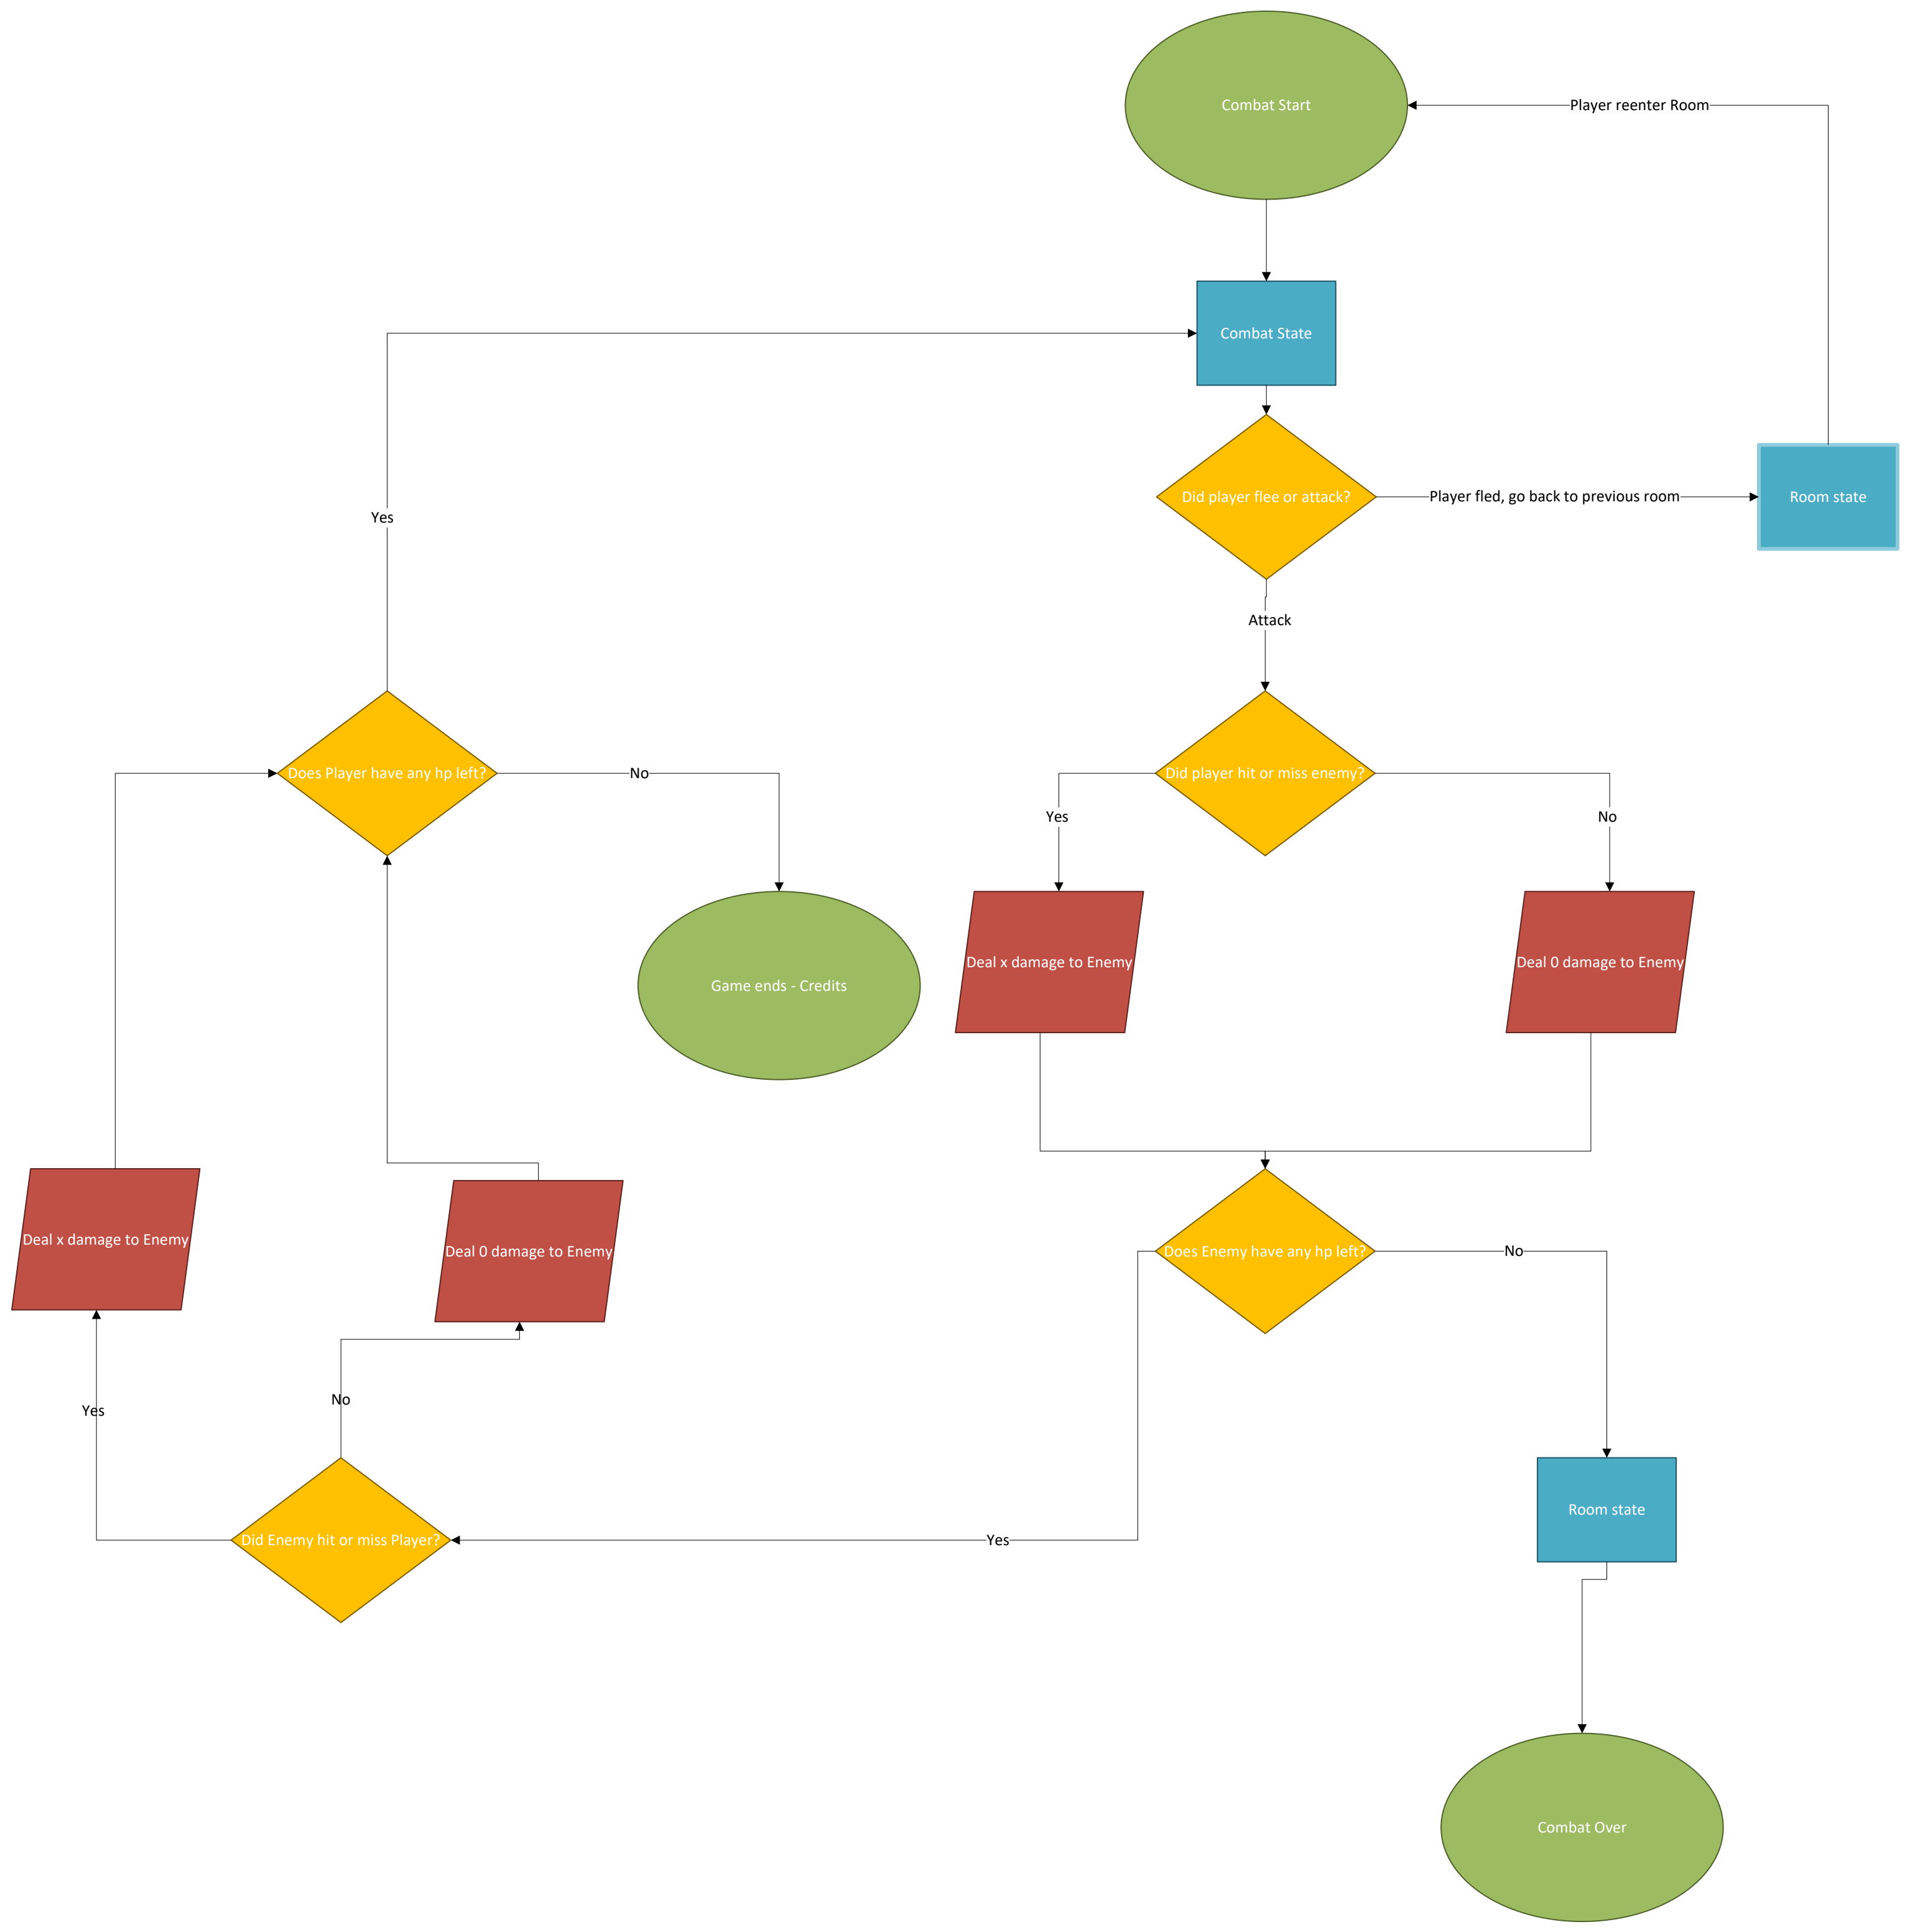 Combat Start
Player reenter Room
Combat State
Did player flee or attack?
Player fled, go back to previous room
Room state
Yes
Attack
Does Player have any hp left?
No
Did player hit or miss enemy?
Yes
No
Game ends - Credits
Deal x damage to Enemy
Deal 0 damage to Enemy
Deal x damage to Enemy
Deal 0 damage to Enemy
Does Enemy have any hp left?
No
Yes
No
Did Enemy hit or miss Player?
Yes
Room state
Combat Over